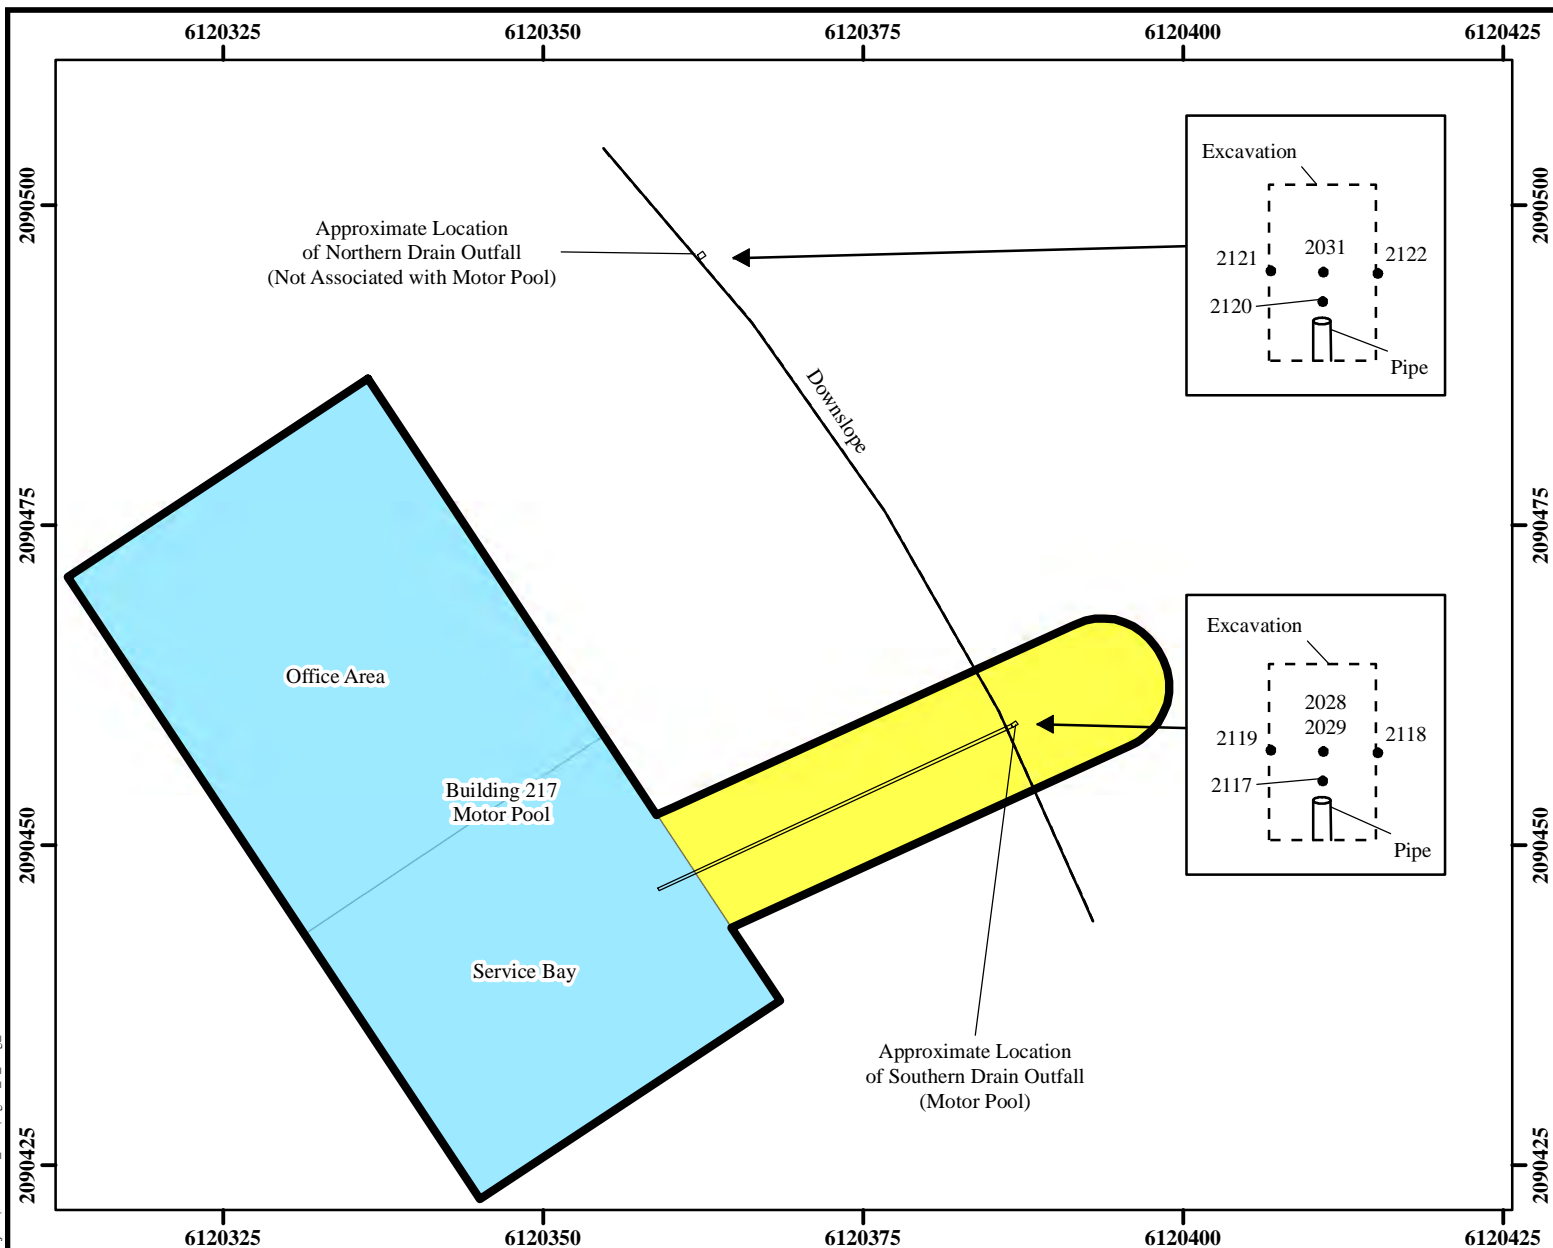 6120325 6120350 6120375 6120400 6120425
2090500 2090500
2090475 2090475
2090450 2090450
2090425 2090425
Approximate Location
of Northern Drain Outfall
(Not Associated with Motor Pool)
Excavation
2121 2031 2122
2120
Pipe
Downslope
Office Area
Building 217
Motor Pool
Service Bay
Excavation
2028
2119 2029 2118
2117
Pipe
Approximate Location
of Southern Drain Outfall
(Motor Pool)
6120325 6120350 6120375 6120400 6120425